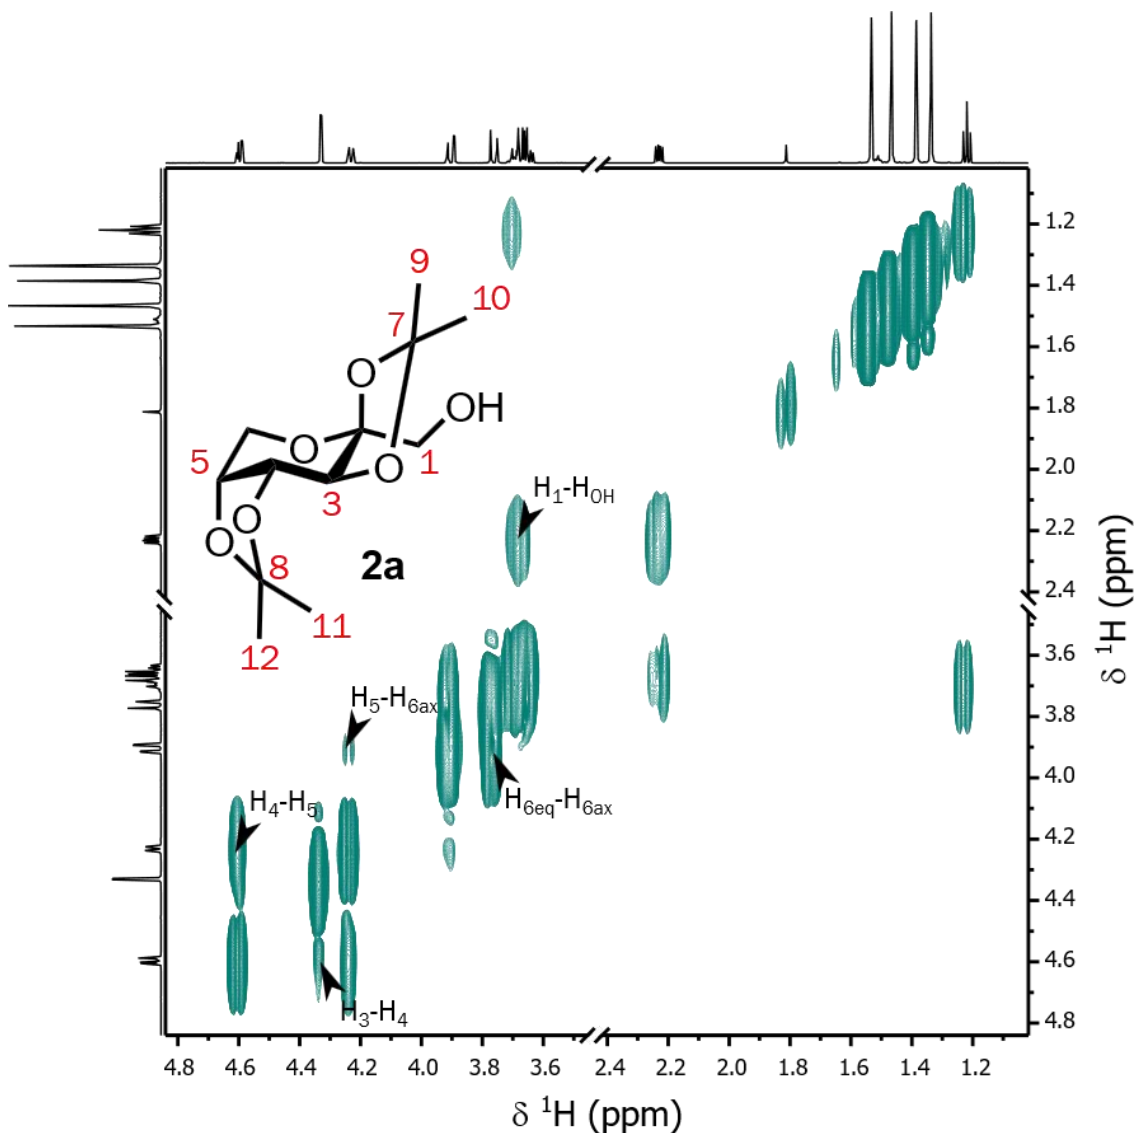 9
10
7
O
OH
O
5
O
1
3
O
O
8
2a
11
12
H₁-H_OH
H₅-H₆ax
H₆eq-H₆ax
H₄-H₅
H₃-H₄
1.2
1.4
1.6
1.8
2.0
2.2
2.4
3.6
3.8
4.0
4.2
4.4
4.6
4.8
δ ¹H (ppm)
4.8 4.6 4.4 4.2 4.0 3.8 3.6 2.4 2.2 2.0 1.8 1.6 1.4 1.2
δ ¹H (ppm)